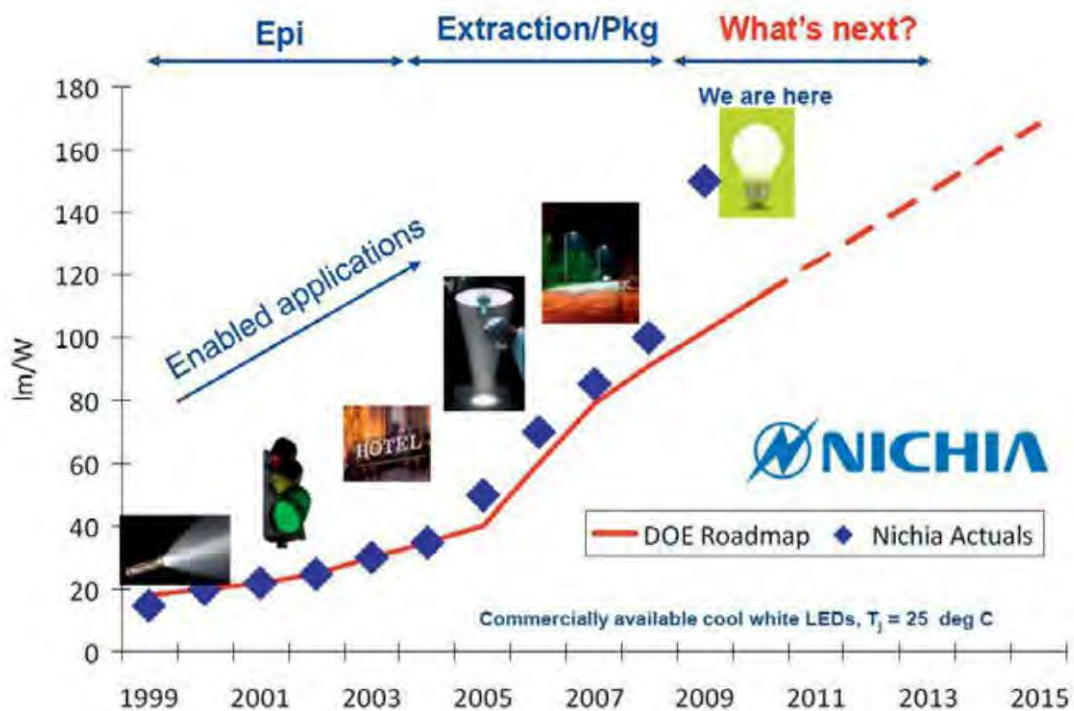 Epi
Extraction/Pkg
What's next?
We are here
180
160
140
120
100
80
60
40
20
0
lm/W
Enabled applications
HOTEL
NICHIA
DOE Roadmap
Nichia Actuals
Commercially available cool white LEDs, Tj = 25 deg C
1999 2001 2003 2005 2007 2009 2011 2013 2015